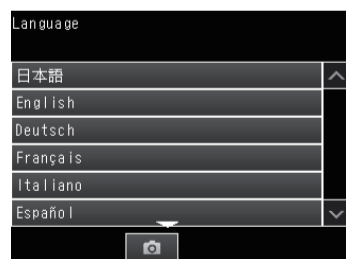 Language
日本語
English
Deutsch
Français
Italiano
Español